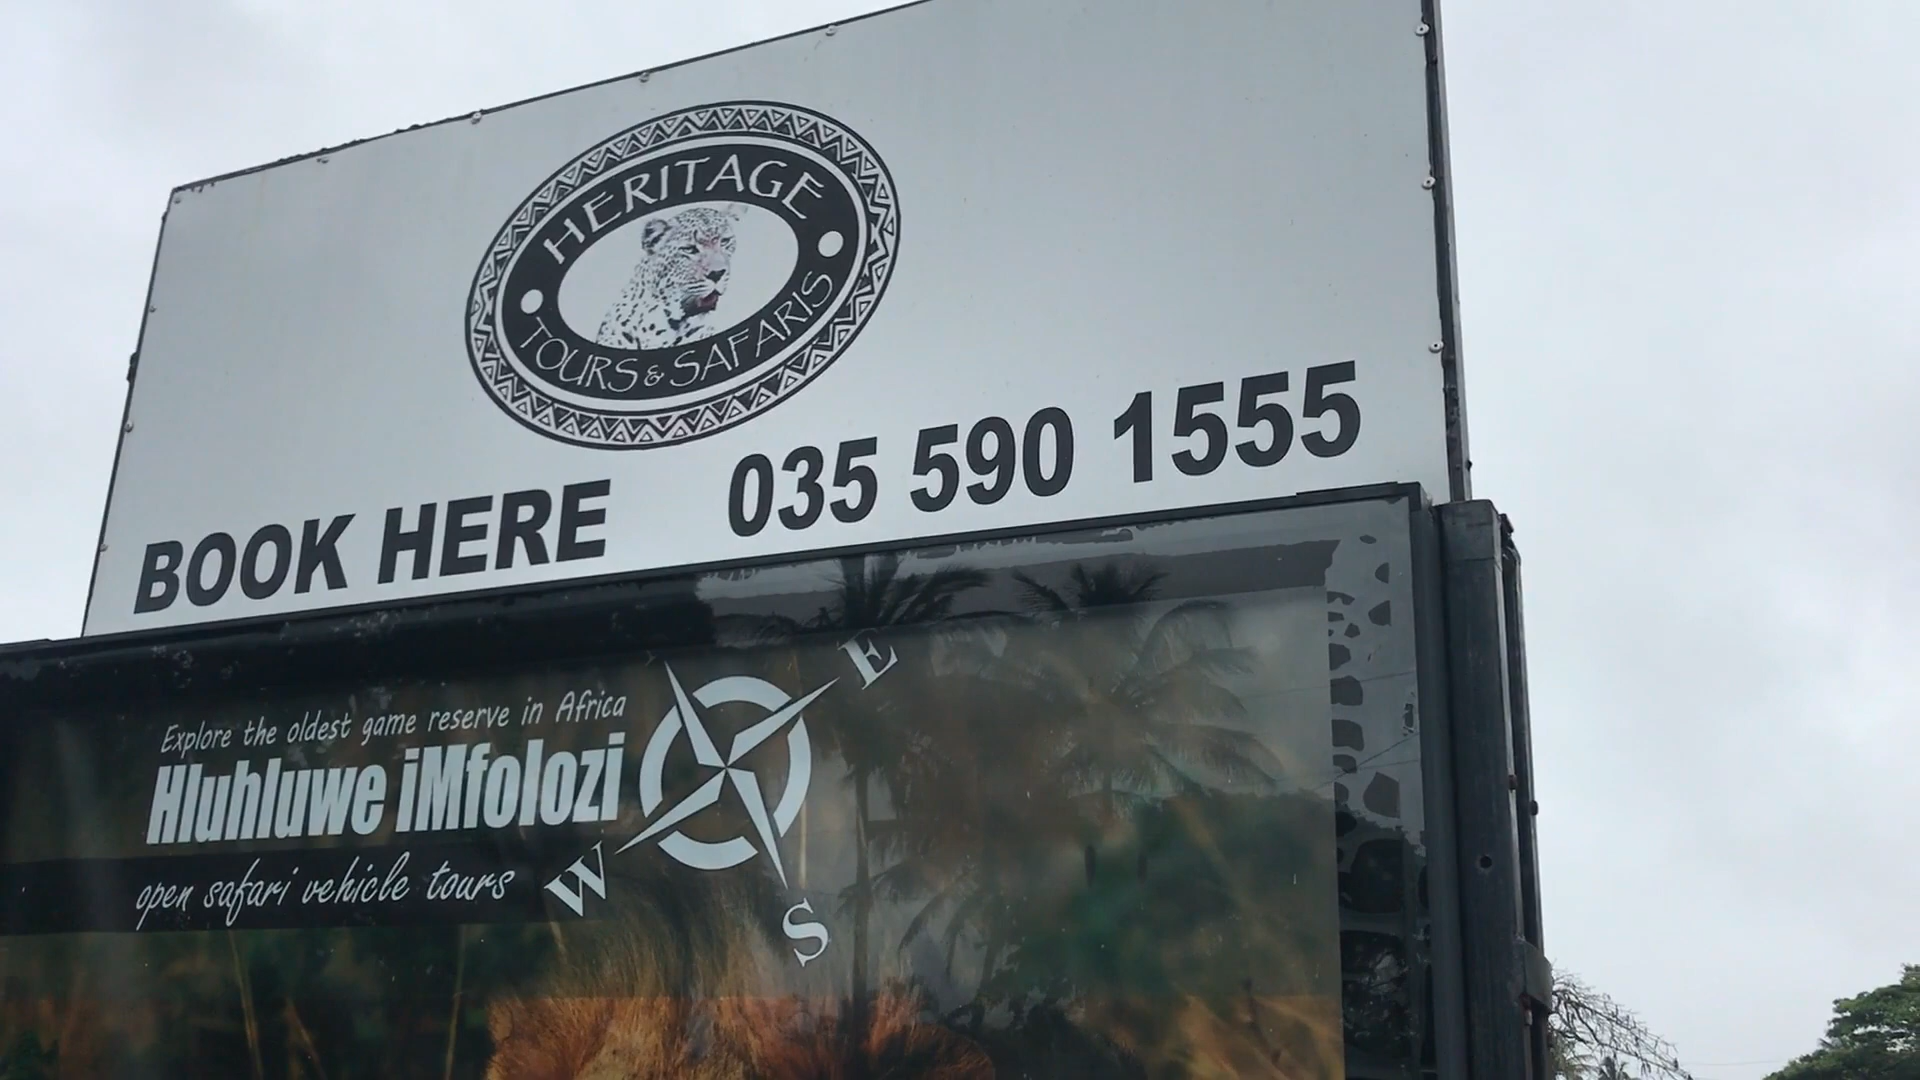 HERITAGE
TOURS & SAFARIS
BOOK HERE 035 590 1555
Explore the oldest game reserve in Africa
Hluhluwe iMfolozi
open safari vehicle tours
E
W
S